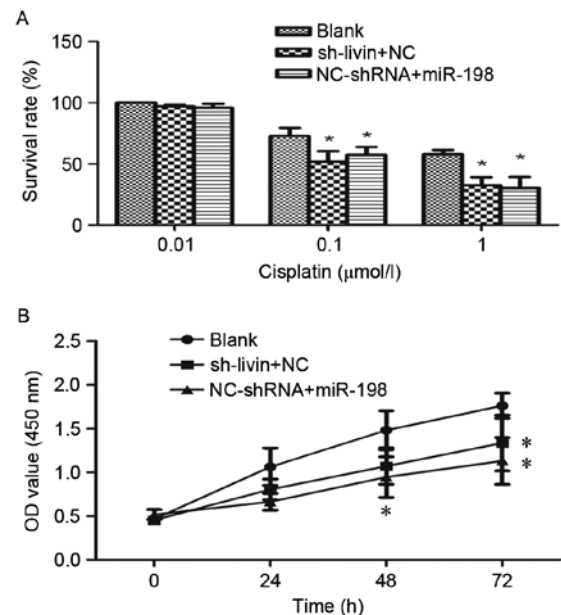 A
Blank
sh-livin+NC
NC-shRNA+miR-198
Survival rate (%)
150
100
50
0
* *
* *
0.01 0.1 1
Cisplatin (μmol/l)
B
Blank
sh-livin+NC
NC-shRNA+miR-198
OD value (450 nm)
2.5
2.0
1.5
1.0
0.5
0.0
*
*
*
0 24 48 72
Time (h)